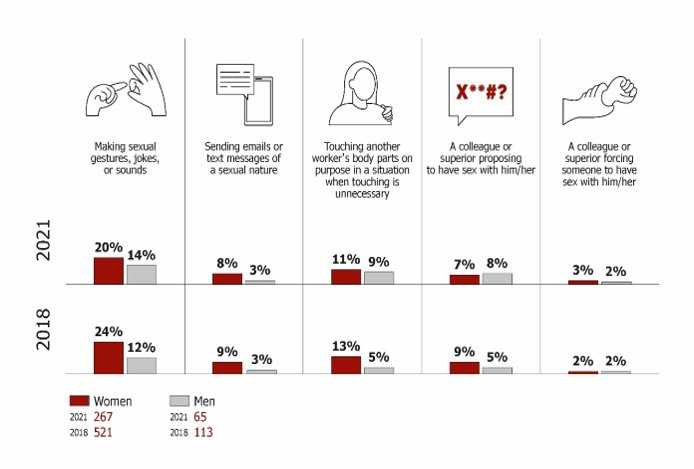 X**#?
Making sexual
gestures, jokes,
or sounds
Sending emails or
text messages of
a sexual nature
Touching another
worker's body parts on
purpose in a situation
when touching is
unnecessary
A colleague or
superior proposing
to have sex with him/her
A colleague or
superior forcing
someone to have
sex with him/her
2021
20% 14% 8% 3% 11% 9% 7% 8% 3% 2%
2018
24% 12% 9% 3% 13% 5% 9% 5% 2% 2%
Women Men
2021 267 2021 65
2018 521 2018 113